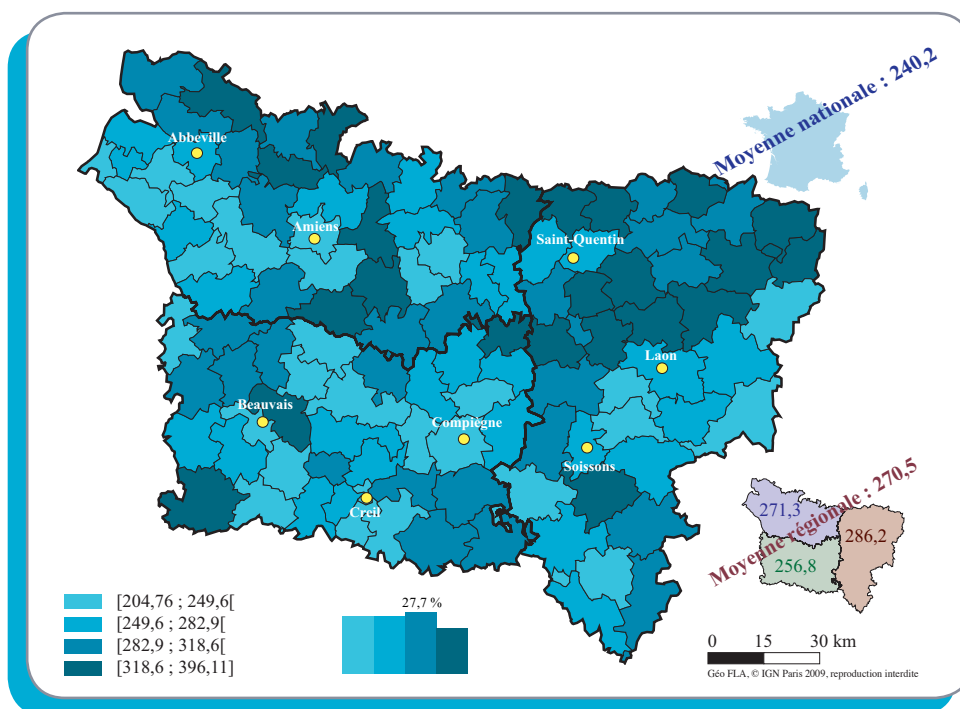 Moyenne nationale : 240,2
Abbeville
Amiens
Saint-Quentin
Laon
Beauvais
Compiègne
Soissons
Creil
Moyenne régionale : 270,5
271,3
286,2
256,8
[204,76 ; 249,6[
[249,6 ; 282,9[
[282,9 ; 318,6[
[318,6 ; 396,11]
27,7 %
0 15 30 km
Géo FLA, © IGN Paris 2009, reproduction interdite